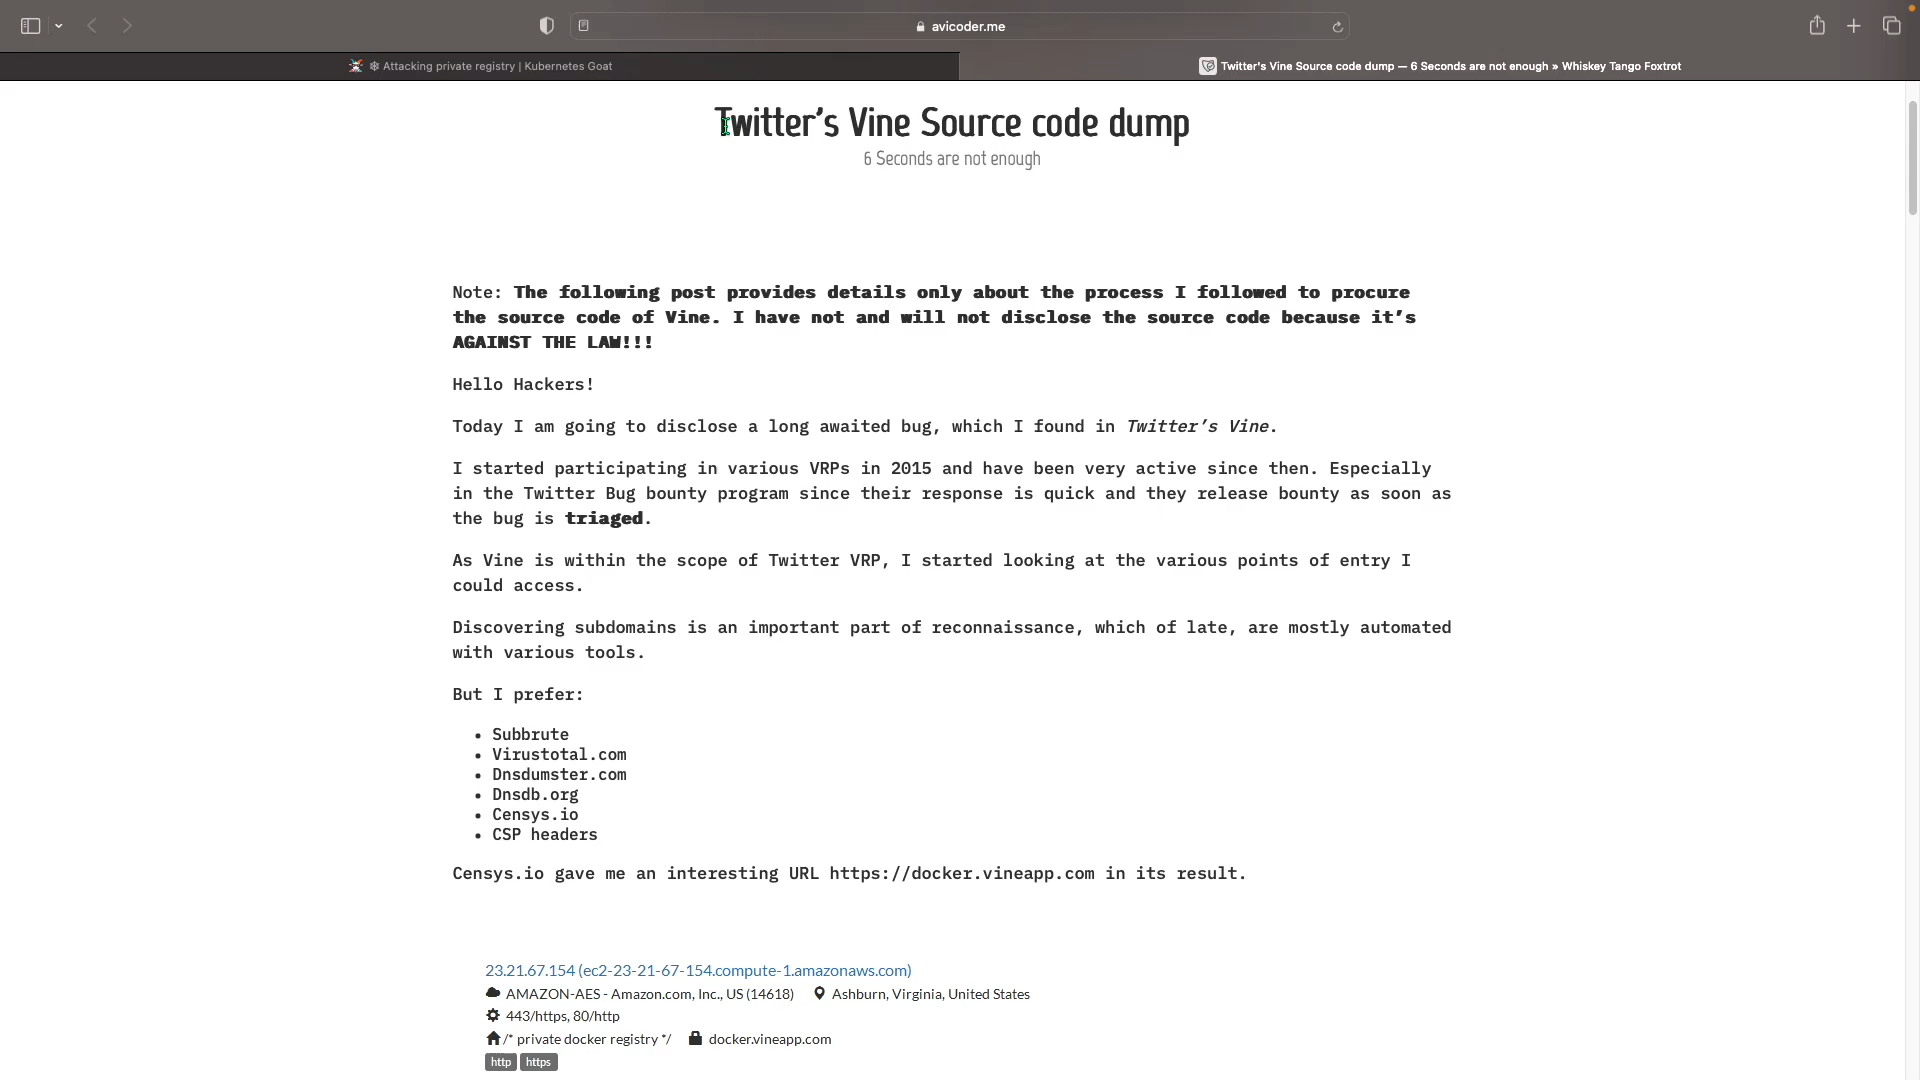 avicoder.me
Attacking private registry | Kubernetes Goat
Twitter's Vine Source code dump — 6 Seconds are not enough » Whiskey Tango Foxtrot
Twitter’s Vine Source code dump
6 Seconds are not enough
Note: The following post provides details only about the process I followed to procure
the source code of Vine. I have not and will not disclose the source code because it’s
AGAINST THE LAW!!!
Hello Hackers!
Today I am going to disclose a long awaited bug, which I found in Twitter’s Vine.
I started participating in various VRPs in 2015 and have been very active since then. Especially
in the Twitter Bug bounty program since their response is quick and they release bounty as soon as
the bug is triaged.
As Vine is within the scope of Twitter VRP, I started looking at the various points of entry I
could access.
Discovering subdomains is an important part of reconnaissance, which of late, are mostly automated
with various tools.
But I prefer:
• Subbrute
• Virustotal.com
• Dnsdumster.com
• Dnsdb.org
• Censys.io
• CSP headers
Censys.io gave me an interesting URL https://docker.vineapp.com in its result.
23.21.67.154 (ec2-23-21-67-154.compute-1.amazonaws.com)
AMAZON-AES - Amazon.com, Inc., US (14618) Ashburn, Virginia, United States
443/https, 80/http
/* private docker registry */ docker.vineapp.com
http https